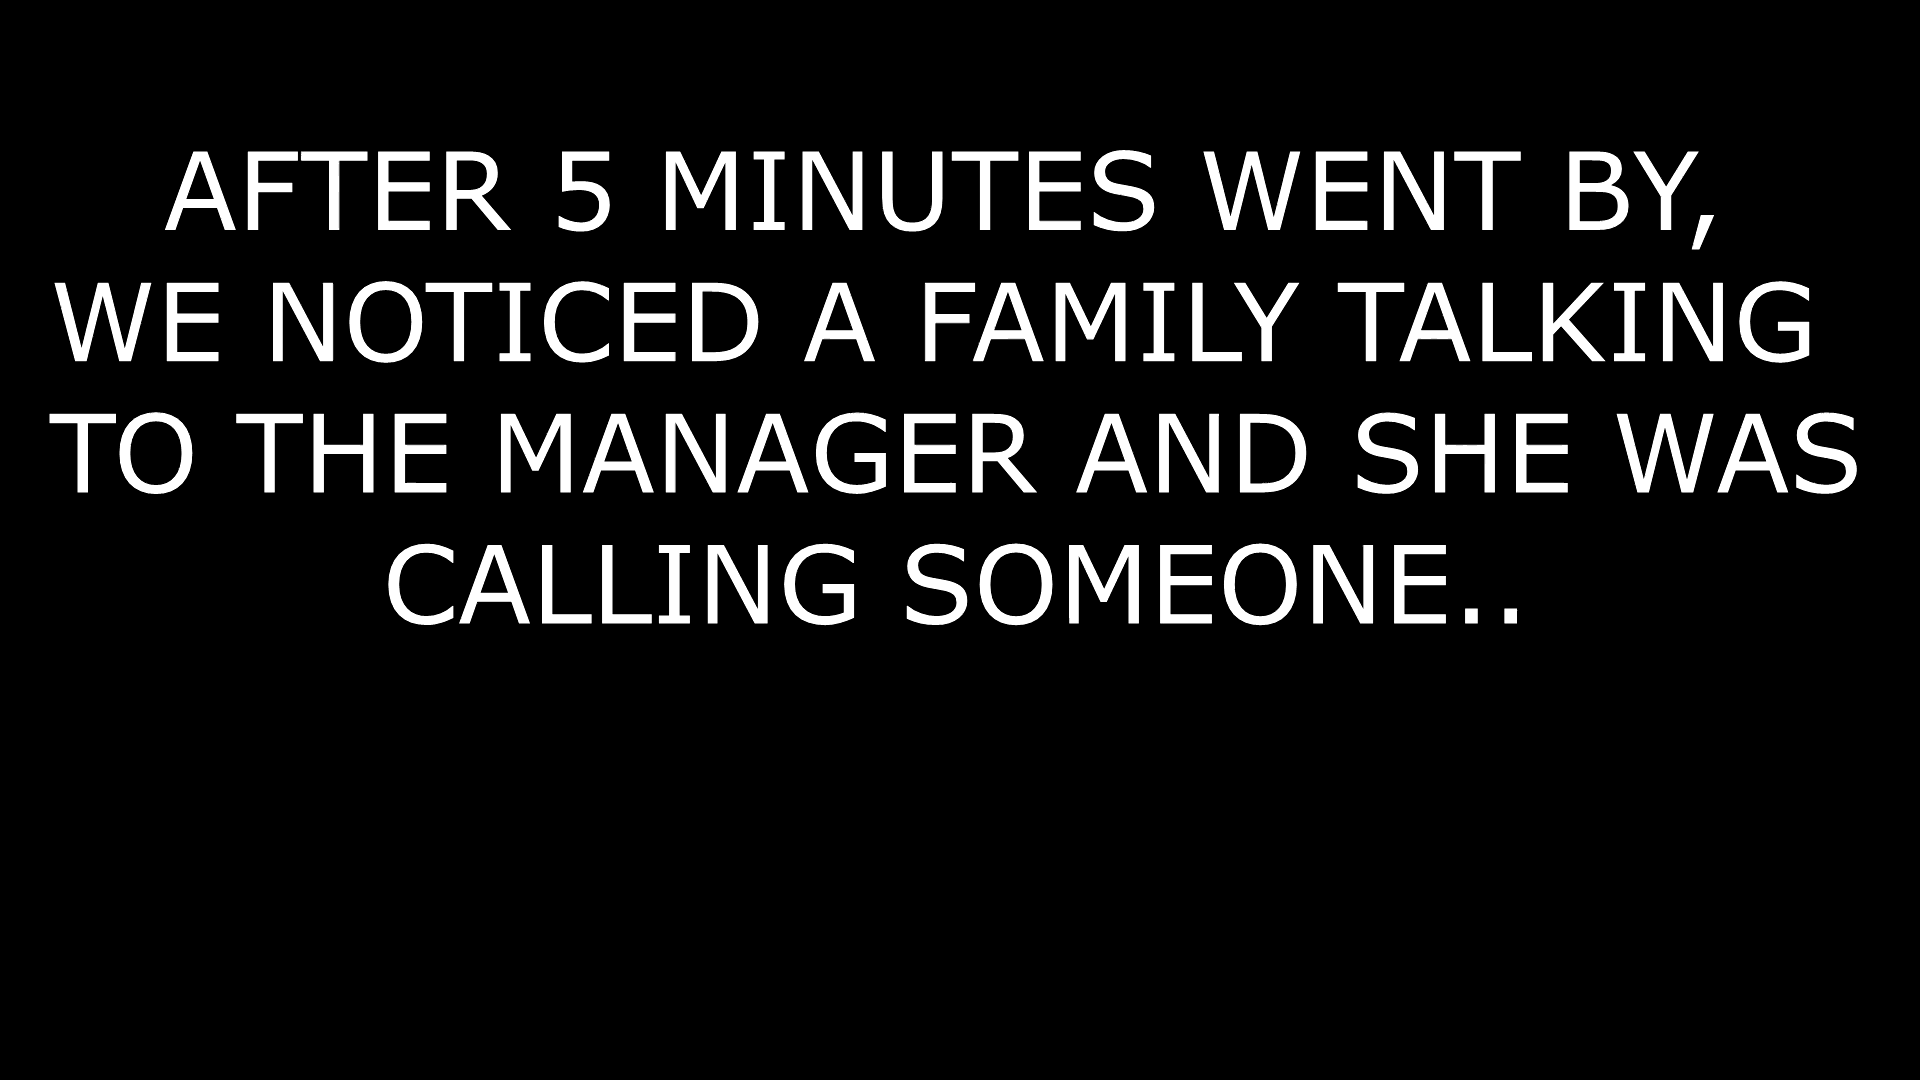 AFTER 5 MINUTES WENT BY,
WE NOTICED A FAMILY TALKING
TO THE MANAGER AND SHE WAS
CALLING SOMEONE..